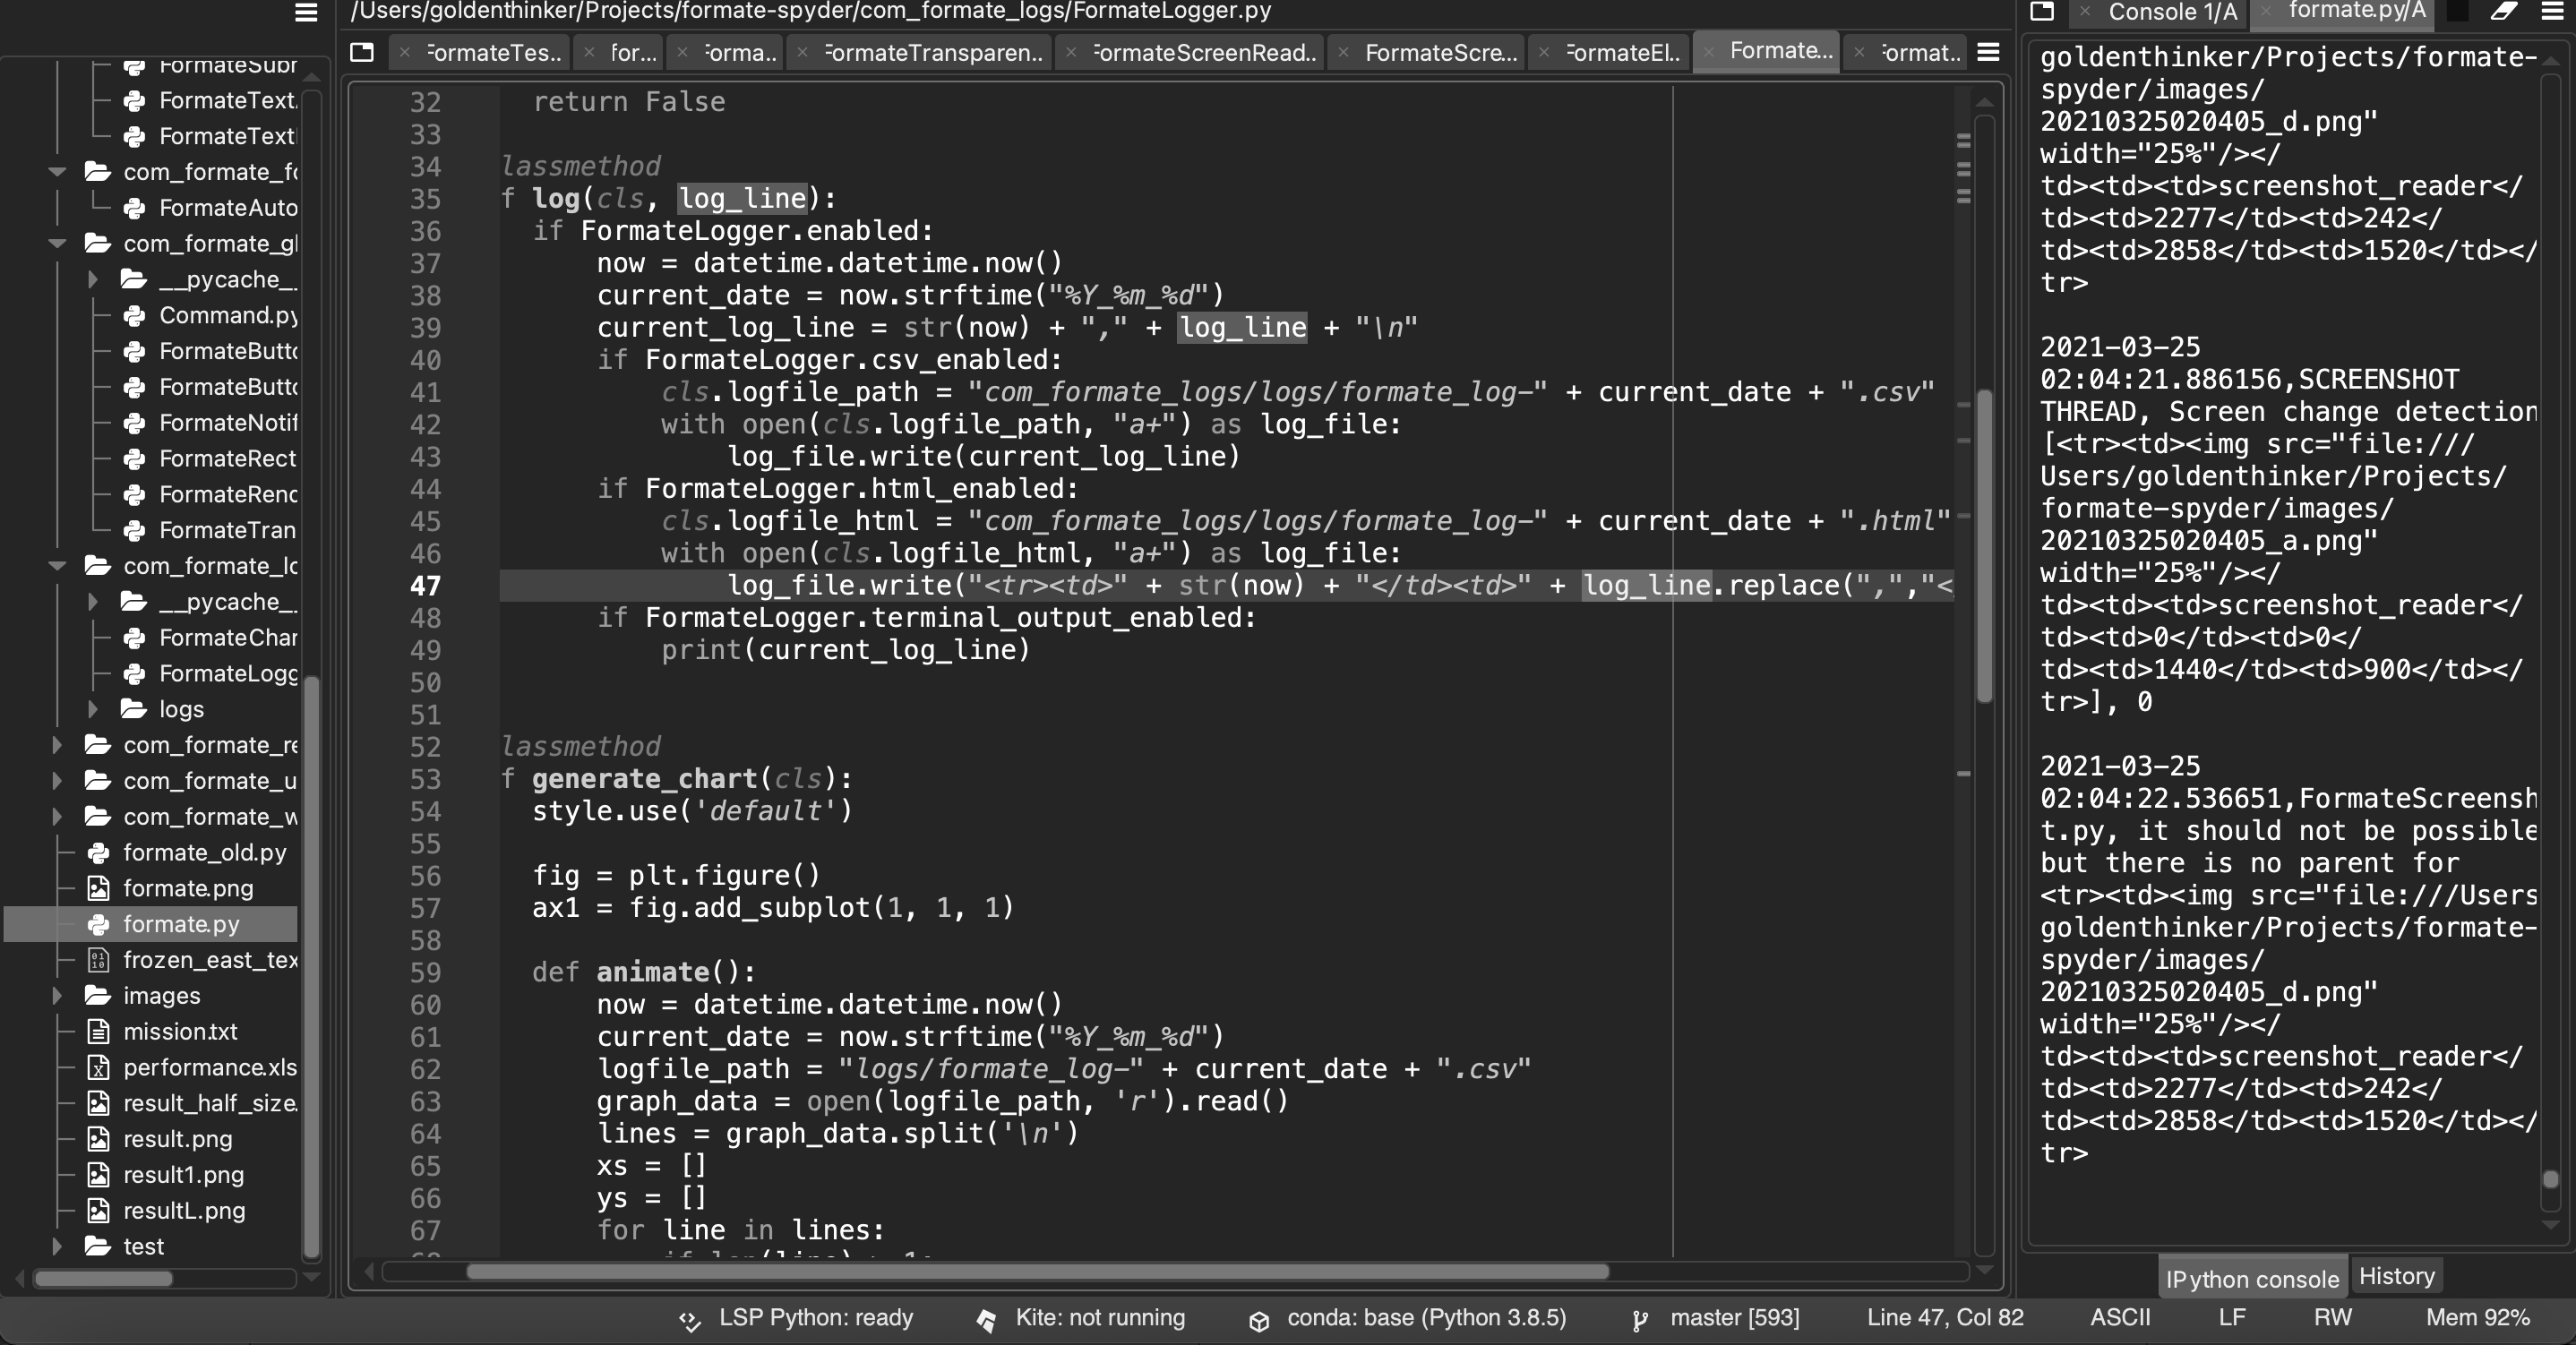 /Users/goldenthinker/Projects/formate-spyder/com_formate_logs/FormateLogger.py
Console 1/A
formate.py/A
FormateTes..
for...
Forma..
FormateTransparen..
FormateScreenRead..
FormateScre...
FormateEl..
Formate...
Format..
FormateSubr
FormateText.
FormateText
com_formate_fo
FormateAuto
com_formate_gl
__pycache_.
Command.py
FormateButto
FormateButto
FormateNotif
FormateRect
FormateRenc
FormateTran
com_formate_lo
__pycache_.
FormateChar
FormateLogg
logs
com_formate_re
com_formate_u
com_formate_w
formate_old.py
formate.png
formate.py
frozen_east_tex
images
mission.txt
performance.xls
result_half_size.
result.png
result1.png
resultL.png
test
32 return False
33
34 lassmethod
35 f log(cls, log_line):
36 if FormateLogger.enabled:
37 now = datetime.datetime.now()
38 current_date = now.strftime("%Y_%m_%d")
39 current_log_line = str(now) + "," + log_line + "\n"
40 if FormateLogger.csv_enabled:
41 cls.logfile_path = "com_formate_logs/logs/formate_log-" + current_date + ".csv"
42 with open(cls.logfile_path, "a+") as log_file:
43 log_file.write(current_log_line)
44 if FormateLogger.html_enabled:
45 cls.logfile_html = "com_formate_logs/logs/formate_log-" + current_date + ".html"
46 with open(cls.logfile_html, "a+") as log_file:
47 log_file.write("<tr><td>" + str(now) + "</td><td>" + log_line.replace(",","<
48 if FormateLogger.terminal_output_enabled:
49 print(current_log_line)
50
51
52 lassmethod
53 f generate_chart(cls):
54 style.use('default')
55
56 fig = plt.figure()
57 ax1 = fig.add_subplot(1, 1, 1)
58
59 def animate():
60 now = datetime.datetime.now()
61 current_date = now.strftime("%Y_%m_%d")
62 logfile_path = "logs/formate_log-" + current_date + ".csv"
63 graph_data = open(logfile_path, 'r').read()
64 lines = graph_data.split('\n')
65 xs = []
66 ys = []
67 for line in lines:
goldenthinker/Projects/formate-
spyder/images/
20210325020405_d.png"
width="25%"/></
td><td><td>screenshot_reader</
td><td>2277</td><td>242</
td><td>2858</td><td>1520</td></
tr>
2021-03-25
02:04:21.886156,SCREENSHOT
THREAD, Screen change detection
[<tr><td><img src="file:///
Users/goldenthinker/Projects/
formate-spyder/images/
20210325020405_a.png"
width="25%"/></
td><td><td>screenshot_reader</
td><td>0</td><td>0</
td><td>1440</td><td>900</td></
tr>], 0
2021-03-25
02:04:22.536651,FormateScreensh
t.py, it should not be possible
but there is no parent for
<tr><td><img src="file:///Users
goldenthinker/Projects/formate-
spyder/images/
20210325020405_d.png"
width="25%"/></
td><td><td>screenshot_reader</
td><td>2277</td><td>242</
td><td>2858</td><td>1520</td></
tr>
IPython console
History
LSP Python: ready
Kite: not running
conda: base (Python 3.8.5)
master [593]
Line 47, Col 82
ASCII
LF
RW
Mem 92%